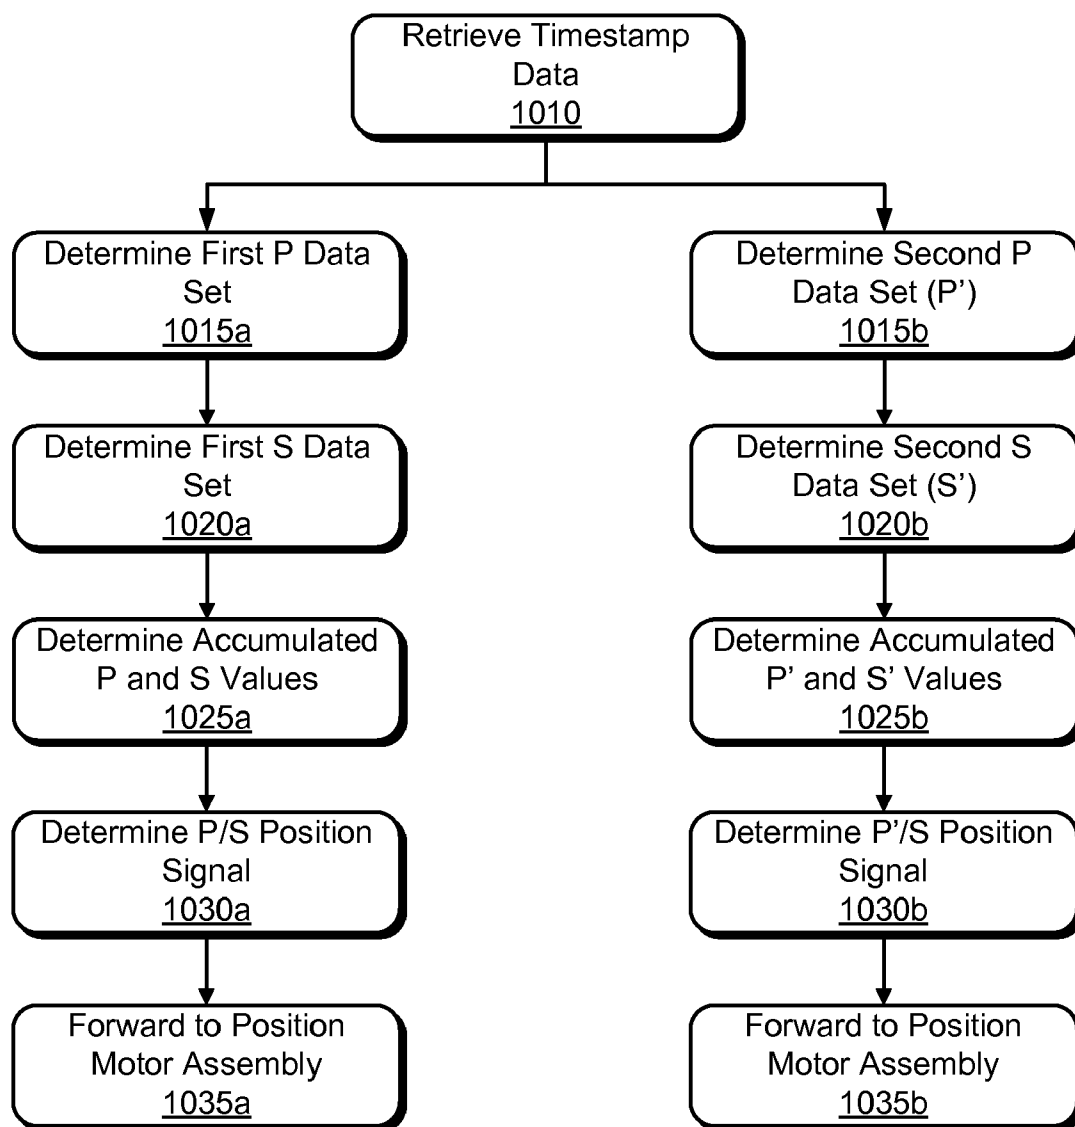 Retrieve Timestamp
Data
1010
Determine First P Data
Set
1015a
Determine Second P
Data Set (P’)
1015b
Determine First S Data
Set
1020a
Determine Second S
Data Set (S’)
1020b
Determine Accumulated
P and S Values
1025a
Determine Accumulated
P’ and S’ Values
1025b
Determine P/S Position
Signal
1030a
Determine P’/S Position
Signal
1030b
Forward to Position
Motor Assembly
1035a
Forward to Position
Motor Assembly
1035b